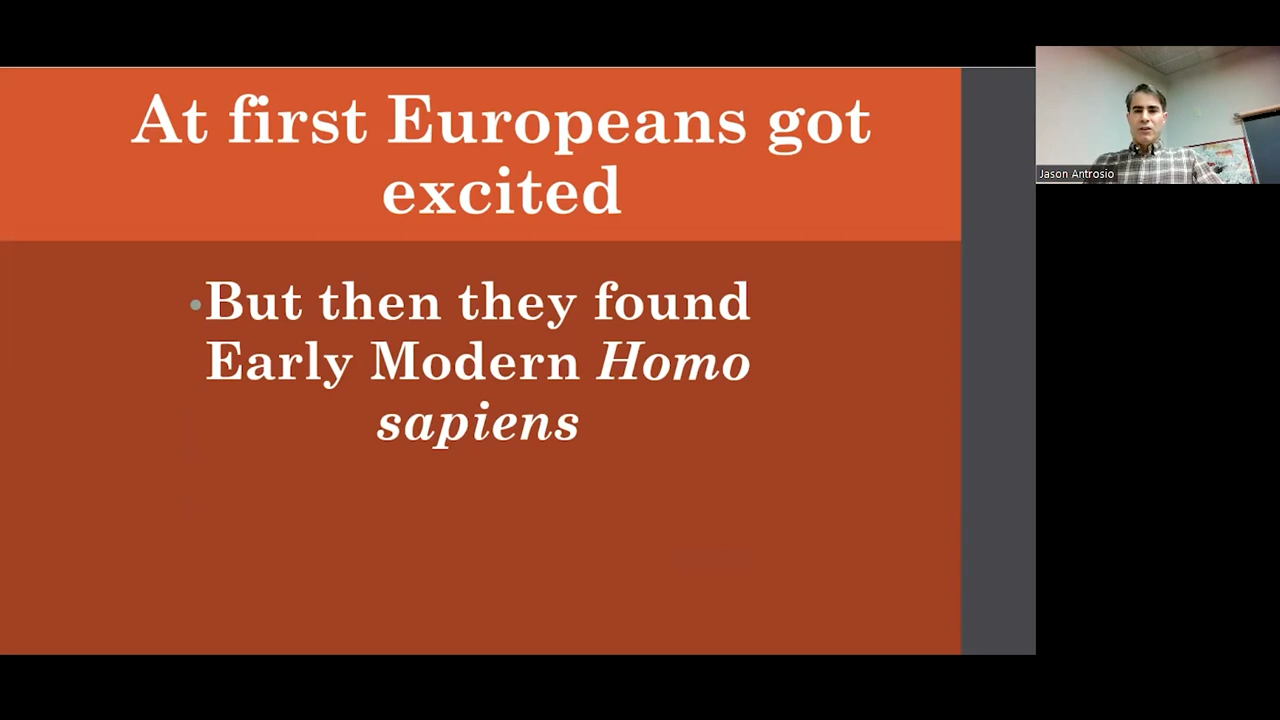 At first Europeans got
excited
•But then they found
Early Modern Homo
sapiens
Jason Antrosio